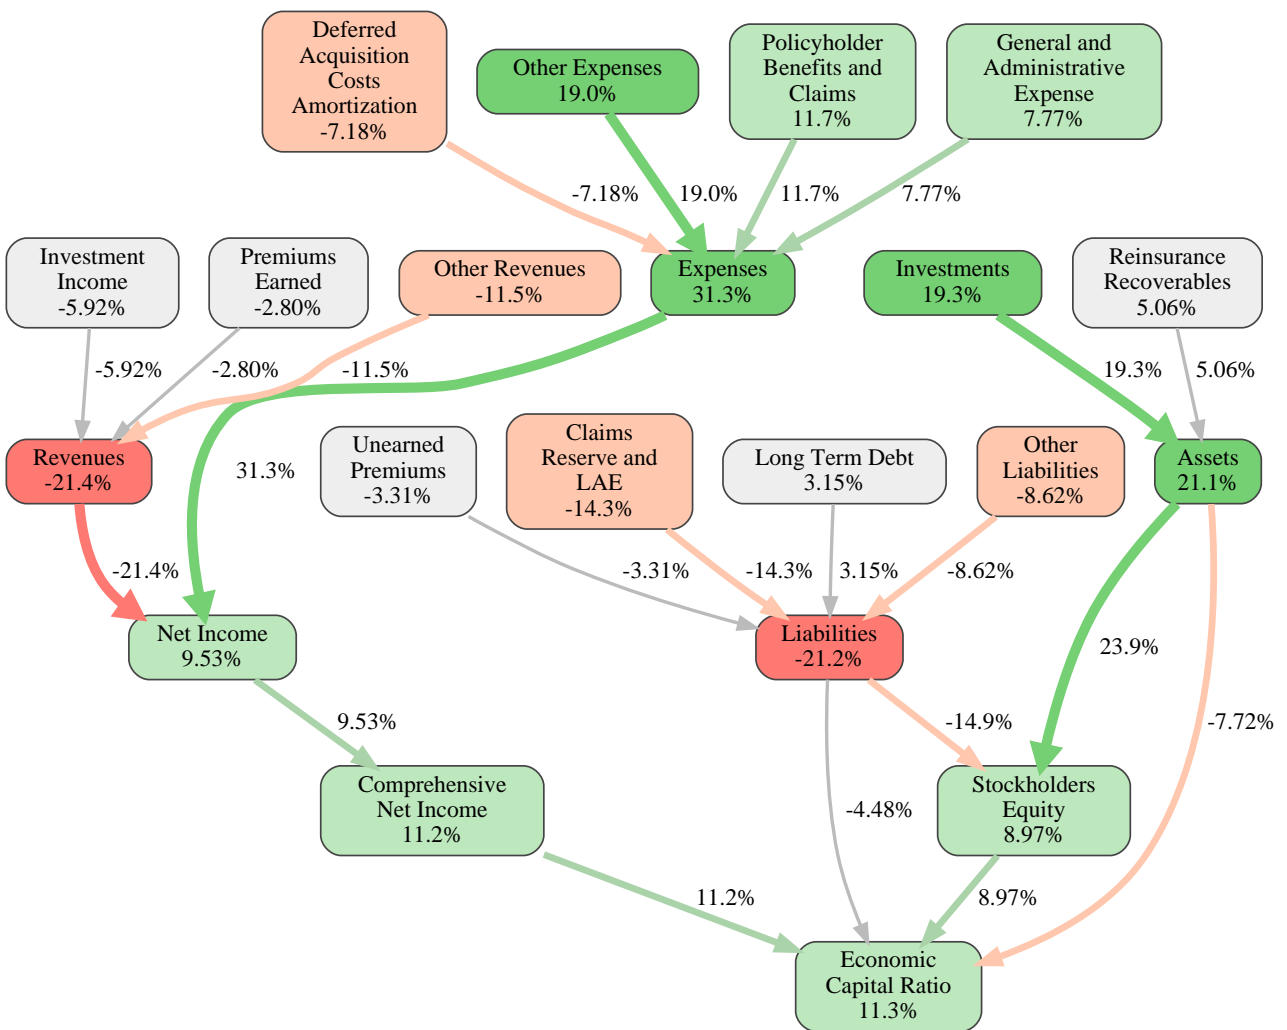 Deferred
Acquisition
Costs
Amortization
-7.18%
Other Expenses
19.0%
Policyholder
Benefits and
Claims
11.7%
General and
Administrative
Expense
7.77%
-7.18%
19.0%
11.7%
7.77%
Investment
Income
-5.92%
Premiums
Earned
-2.80%
Other Revenues
-11.5%
Expenses
31.3%
Investments
19.3%
Reinsurance
Recoverables
5.06%
-5.92%
-2.80%
-11.5%
19.3%
5.06%
Revenues
-21.4%
31.3%
Unearned
Premiums
-3.31%
Claims
Reserve and
LAE
-14.3%
Long Term Debt
3.15%
Other
Liabilities
-8.62%
Assets
21.1%
-21.4%
-3.31%
-14.3%
3.15%
-8.62%
Net Income
9.53%
Liabilities
-21.2%
23.9%
9.53%
-14.9%
-7.72%
Comprehensive
Net Income
11.2%
-4.48%
Stockholders
Equity
8.97%
11.2%
8.97%
Economic
Capital Ratio
11.3%